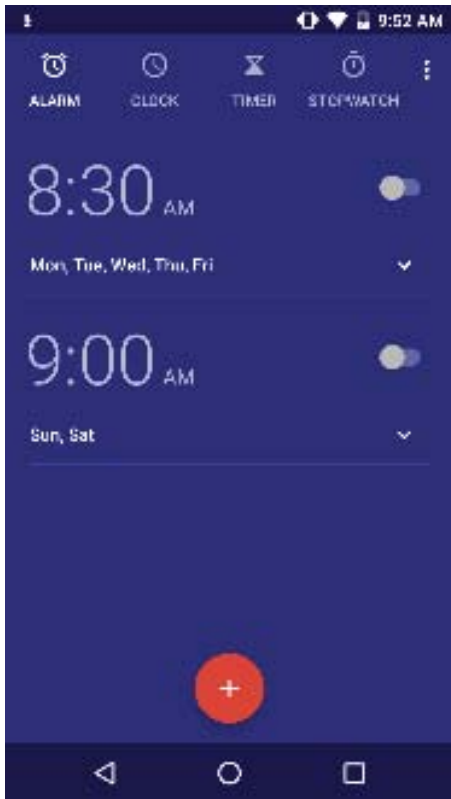 9:52 AM
ALARM CLOCK TIMER STOPWATCH
8:30 AM
Mon, Tue, Wed, Thu, Fri
9:00 AM
Sun, Sat